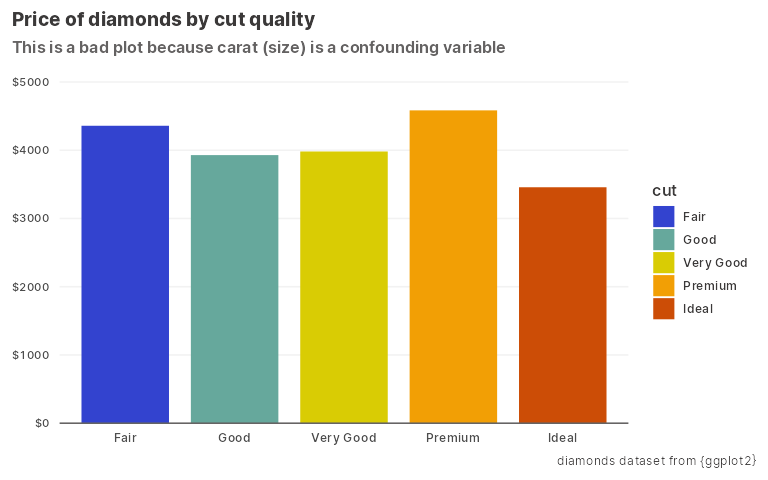 Price of diamonds by cut quality
This is a bad plot because carat (size) is a confounding variable
$5000
$4000
$3000
$2000
$1000
$0
Fair
Good
Very Good
Premium
Ideal
cut
Fair
Good
Very Good
Premium
Ideal
diamonds dataset from {ggplot2}